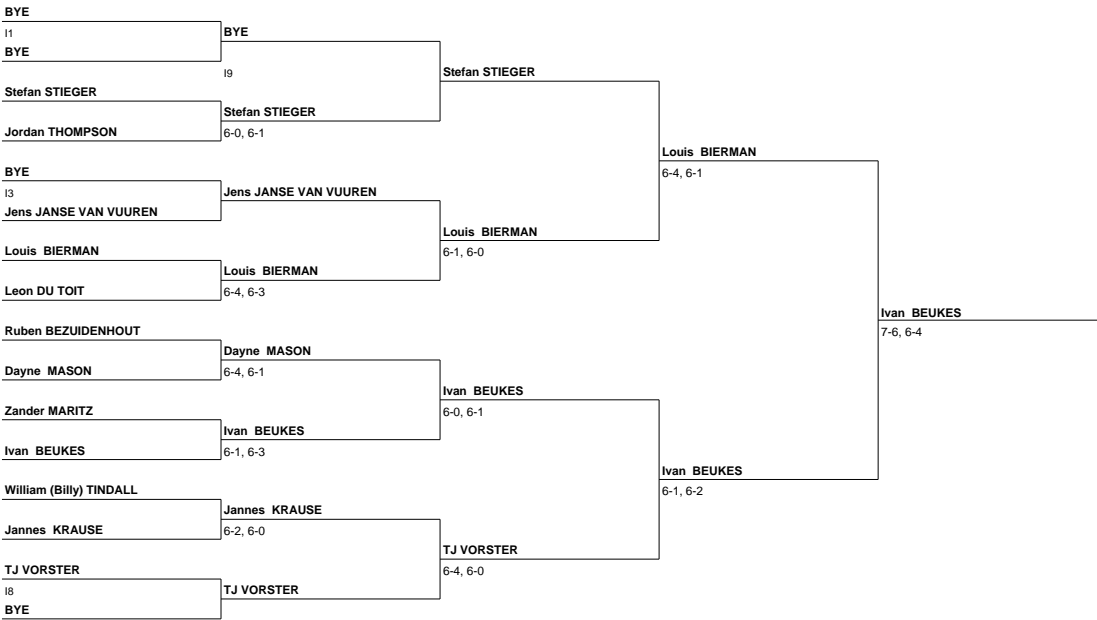 BYE
I1
BYE
BYE
I9
Stefan STIEGER
Stefan STIEGER
Stefan STIEGER
Jordan THOMPSON
6-0, 6-1
Louis BIERMAN
6-4, 6-1
BYE
I3
Jens JANSE VAN VUUREN
Jens JANSE VAN VUUREN
Louis BIERMAN
6-1, 6-0
Louis BIERMAN
Louis BIERMAN
Leon DU TOIT
6-4, 6-3
Ivan BEUKES
7-6, 6-4
Ruben BEZUIDENHOUT
Dayne MASON
Dayne MASON
6-4, 6-1
Ivan BEUKES
6-0, 6-1
Zander MARITZ
Ivan BEUKES
Ivan BEUKES
6-1, 6-3
Ivan BEUKES
6-1, 6-2
William (Billy) TINDALL
Jannes KRAUSE
Jannes KRAUSE
6-2, 6-0
TJ VORSTER
6-4, 6-0
TJ VORSTER
I8
TJ VORSTER
BYE